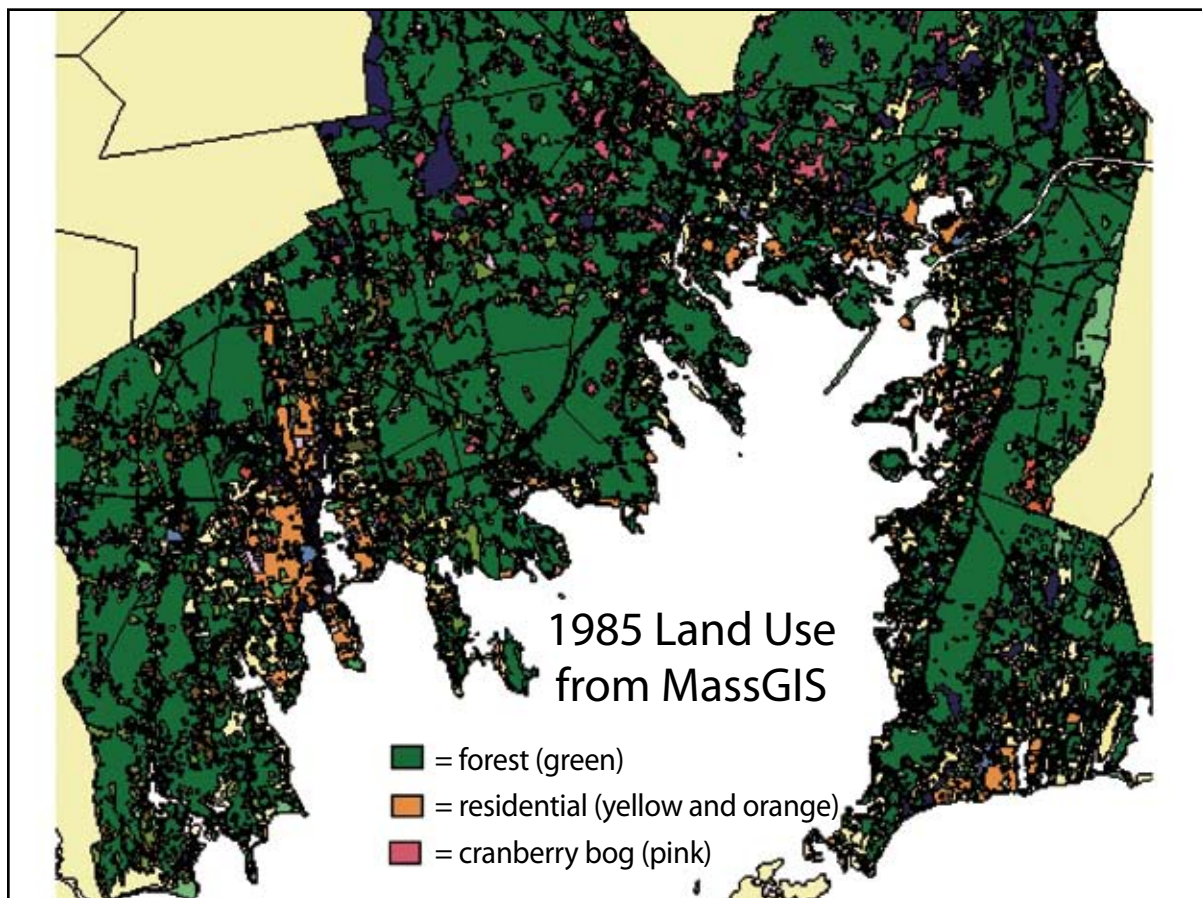 1985 Land Use
from MassGIS
= forest (green)
= residential (yellow and orange)
= cranberry bog (pink)